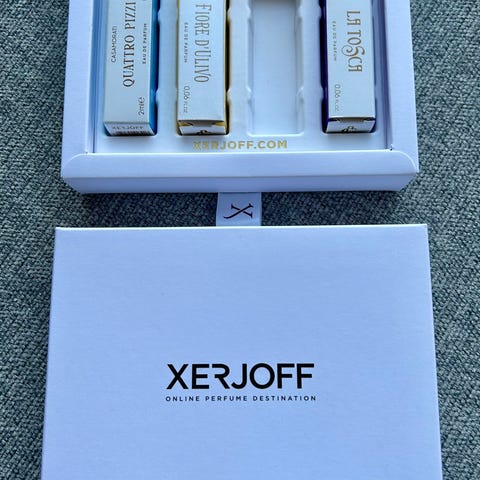 CASAMORATI
QUATTRO PIZZI
EAU DE PARFUM
2ml ℮
XERJOFF
FIORE D'ULIVO
EAU DE PARFUM
0.06 FL.OZ
LA TOSCA
EAU DE PARFUM
0.06 FL.OZ
XERJOFF.COM
XERJOFF
ONLINE PERFUME DESTINATION